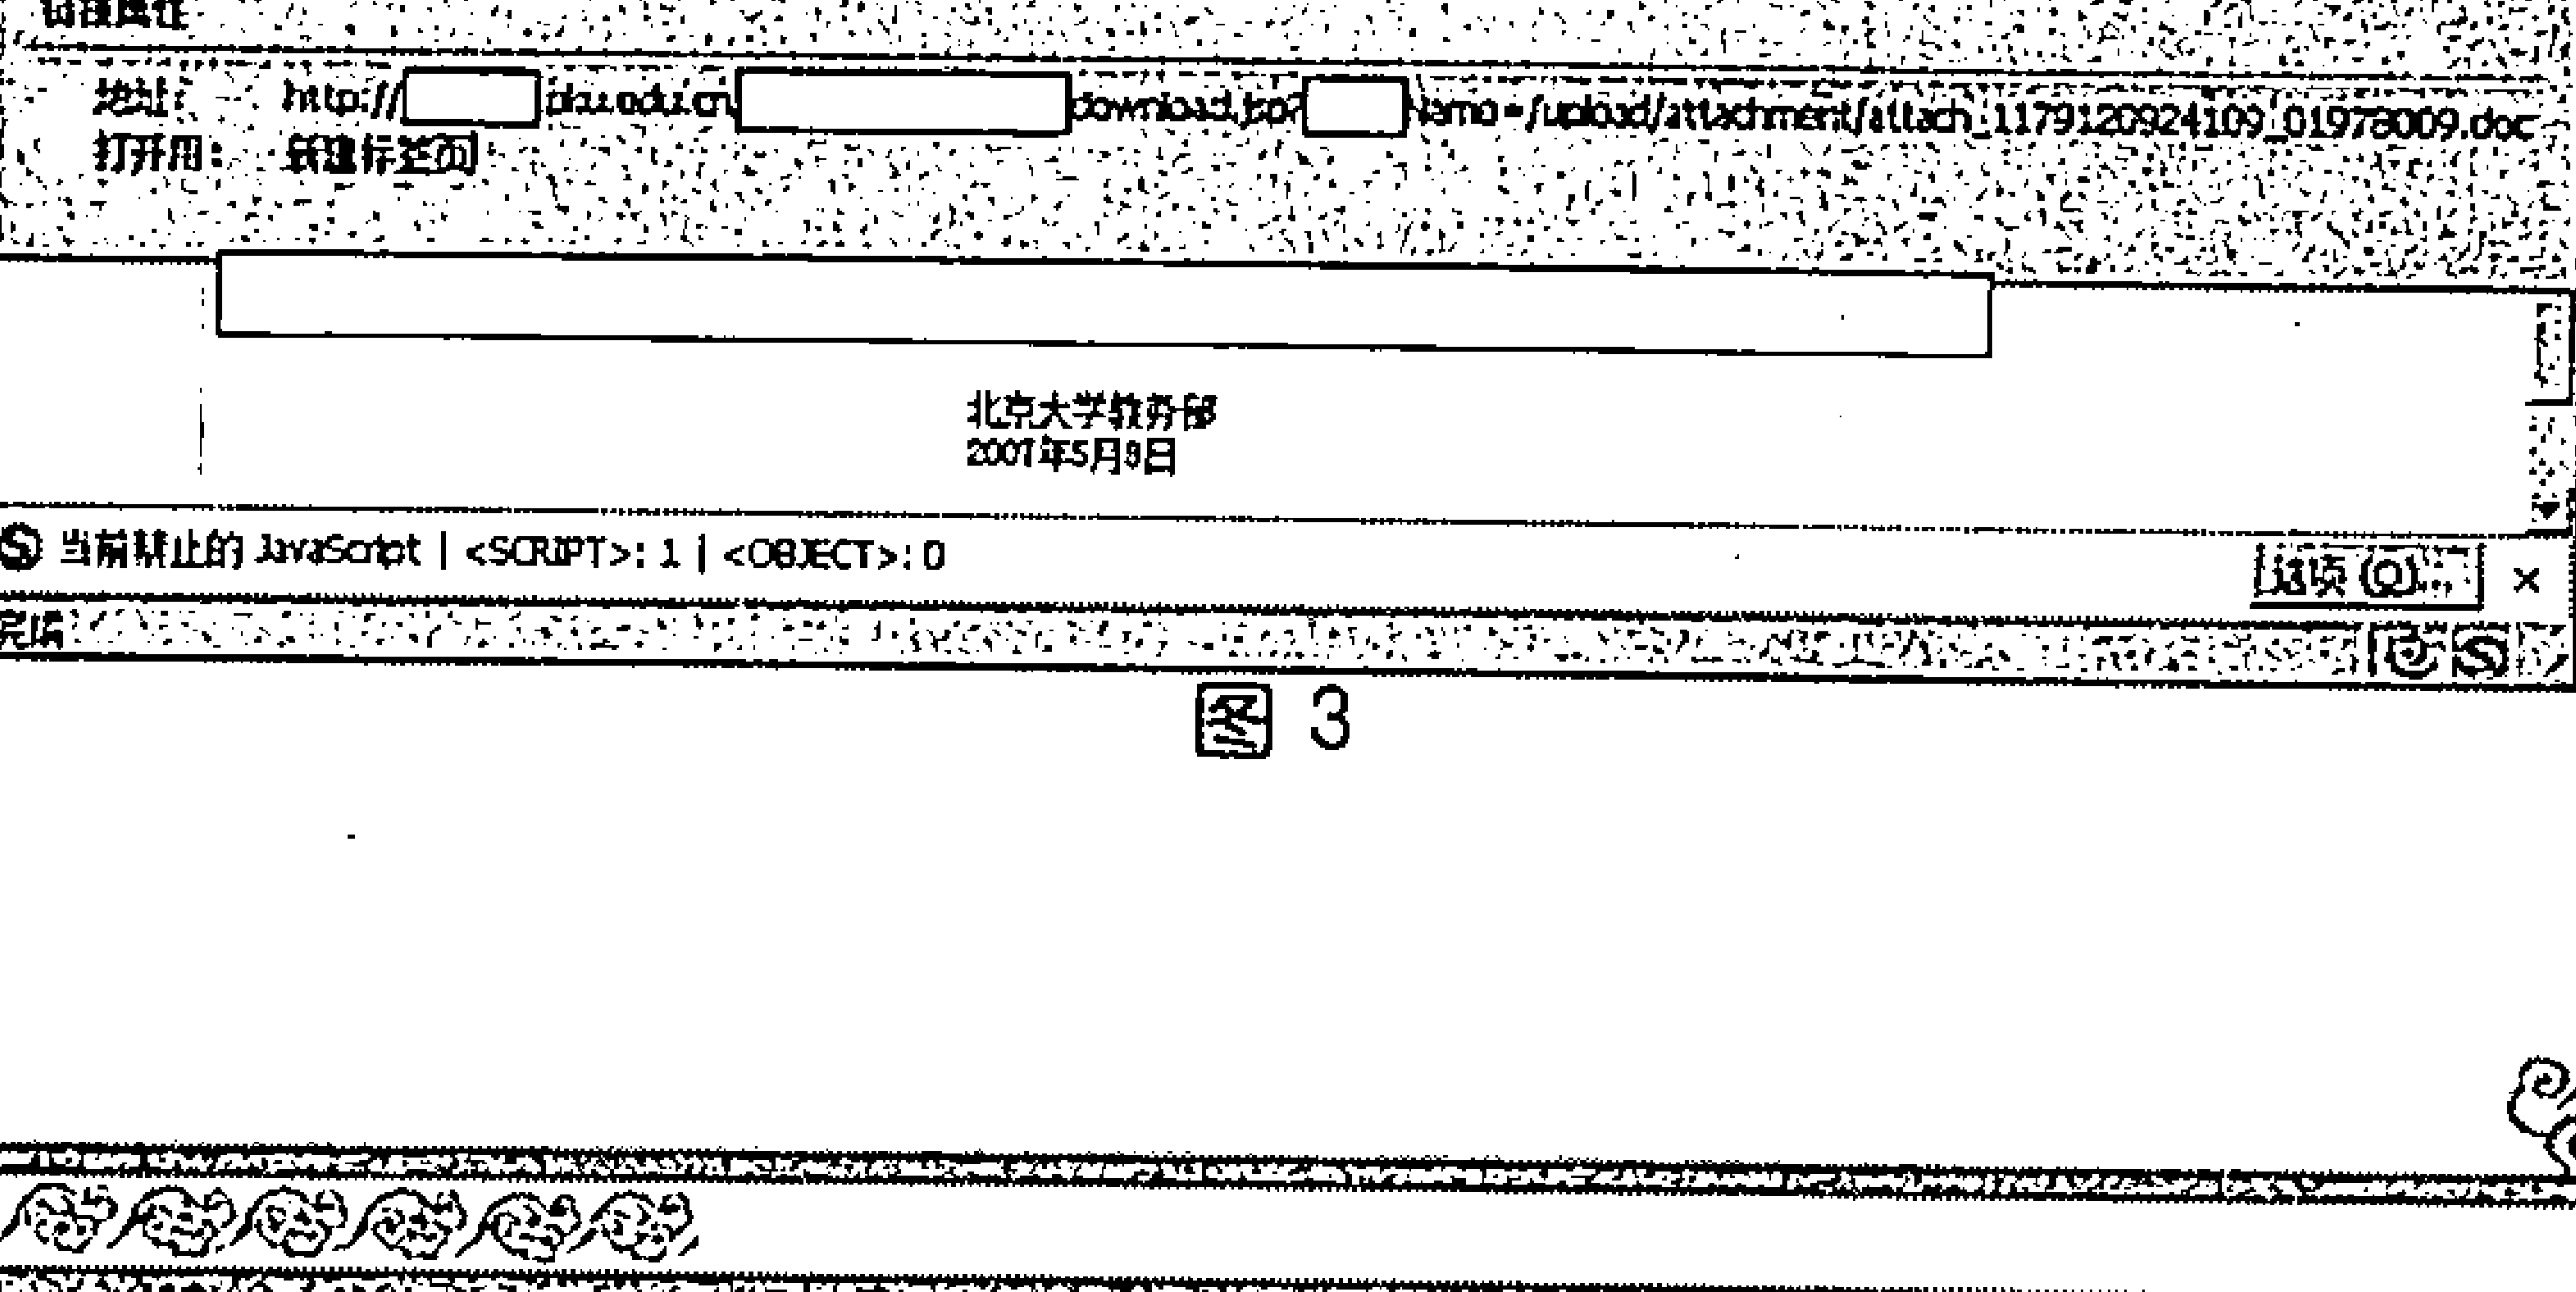 链接属性
地址： http:// pku.edu.cn download.jsp? Name=/upload/attachment/attach_1179120924109_01978009.doc
打开用： 新建标签页
北京大学教务部
2007年5月9日
当前禁止的 JavaScript | <SCRIPT>: 1 | <OBJECT>: 0
选项(O)...
×
完成
图 3